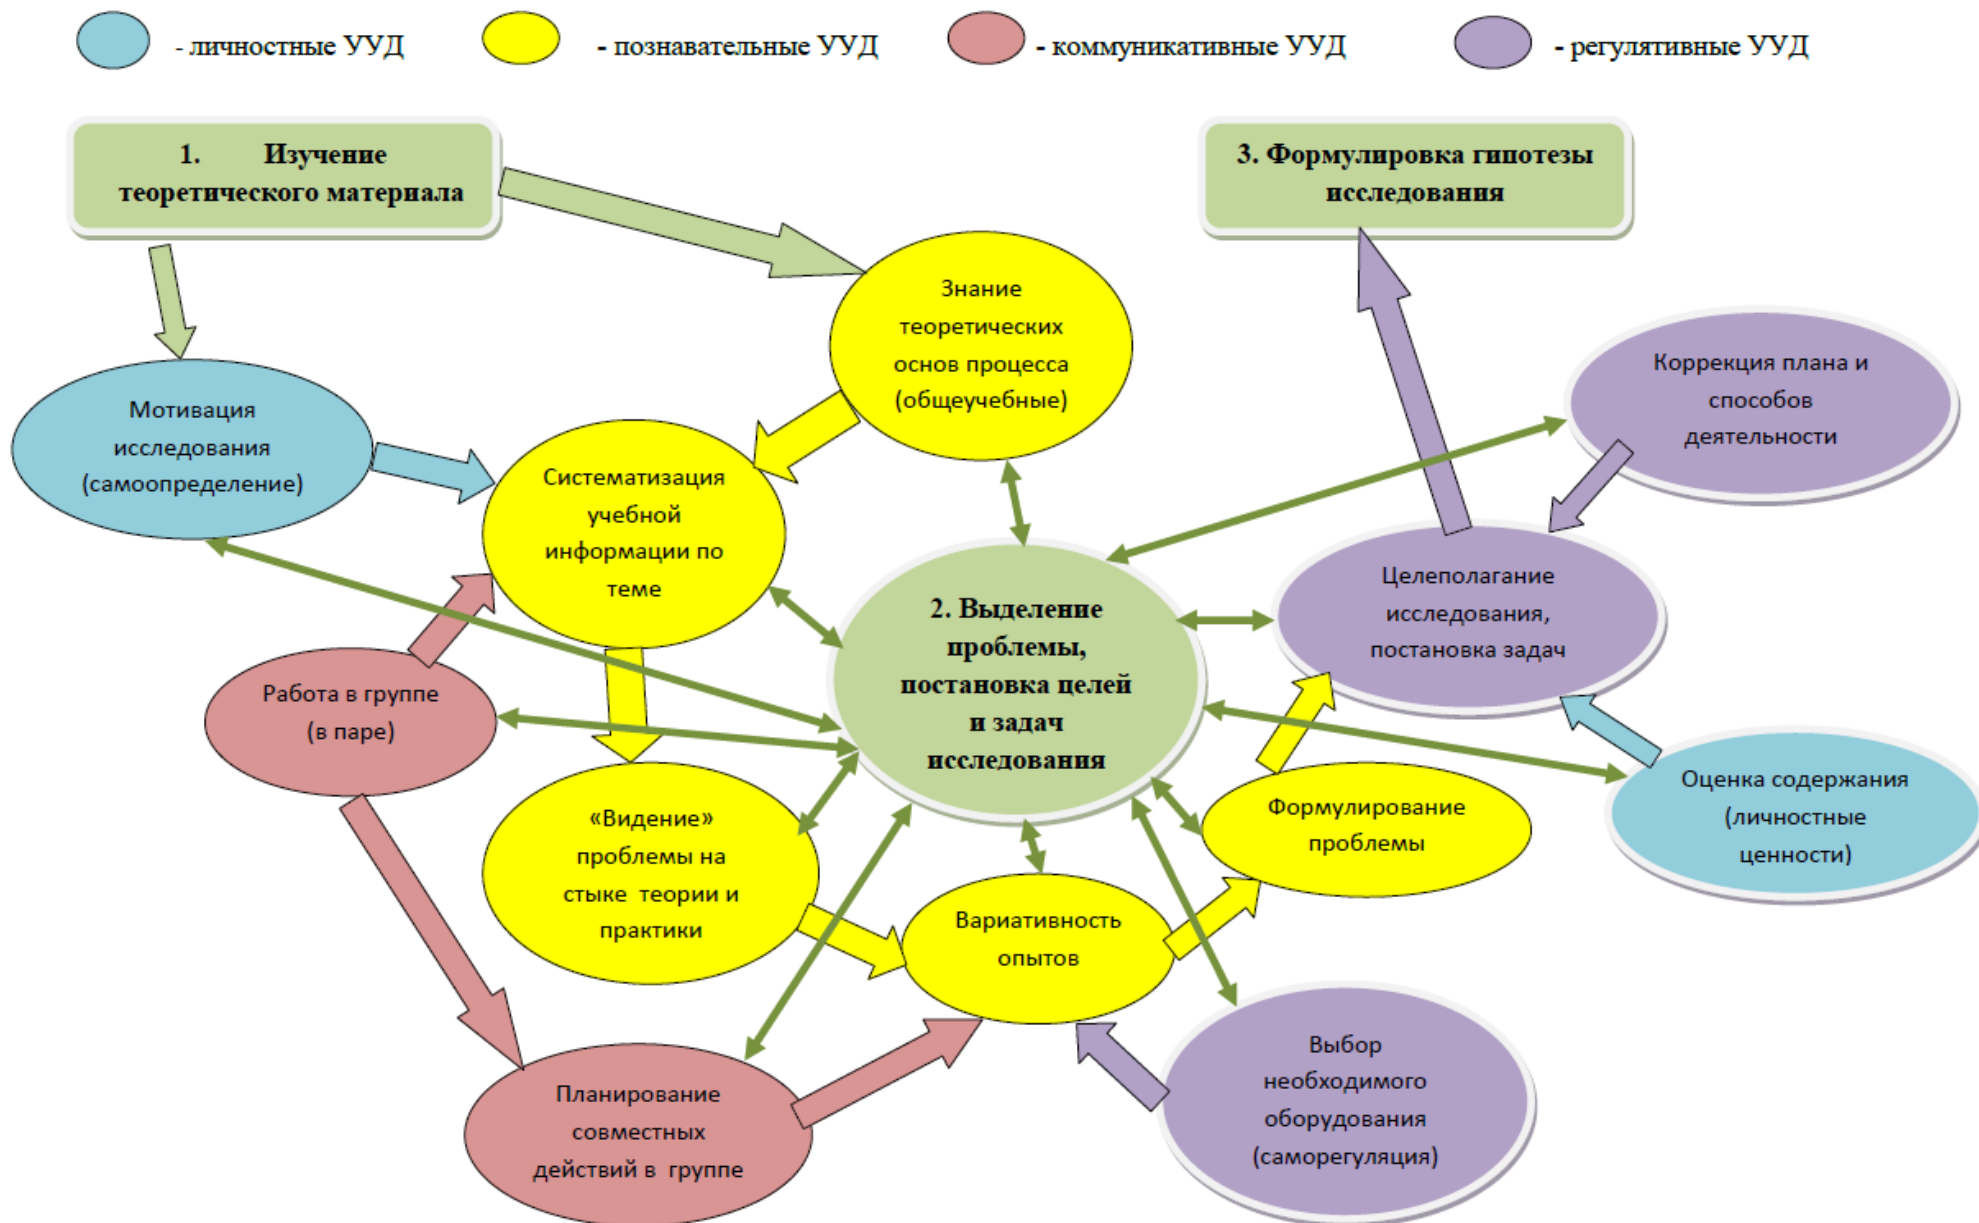 - личностные УУД
- познавательные УУД
- коммуникативные УУД
- регулятивные УУД
1. Изучение
теоретического материала
3. Формулировка гипотезы
исследования
Знание
теоретических
основ процесса
(общеучебные)
Коррекция плана и
способов
деятельности
Мотивация
исследования
(самоопределение)
Систематизация
учебной
информации по
теме
Целеполагание
исследования,
постановка задач
2. Выделение
проблемы,
постановка целей
и задач
исследования
Работа в группе
(в паре)
Оценка содержания
(личностные
ценности)
Формулирование
проблемы
«Видение»
проблемы на
стыке теории и
практики
Вариативность
опытов
Выбор
необходимого
оборудования
(саморегуляция)
Планирование
совместных
действий в группе